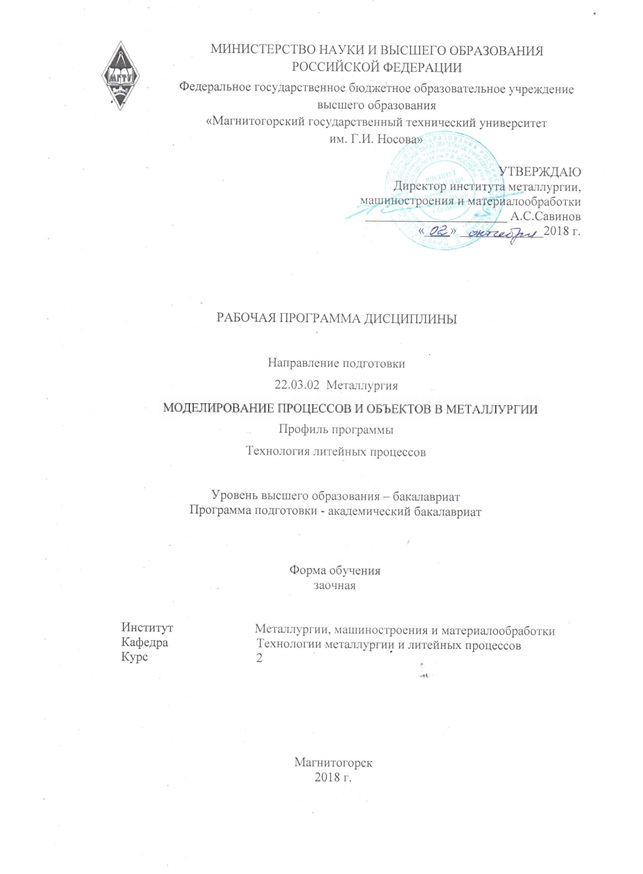 МГТУ
МИНИСТЕРСТВО НАУКИ И ВЫСШЕГО ОБРАЗОВАНИЯ
РОССИЙСКОЙ ФЕДЕРАЦИИ
Федеральное государственное бюджетное образовательное учреждение
высшего образования
«Магнитогорский государственный технический университет
им. Г.И. Носова»
УТВЕРЖДАЮ
Директор института металлургии,
машиностроения и материалообработки
А.С.Савинов
« 02 » октября 2018 г.
РАБОЧАЯ ПРОГРАММА ДИСЦИПЛИНЫ
Направление подготовки
22.03.02 Металлургия
МОДЕЛИРОВАНИЕ ПРОЦЕССОВ И ОБЪЕКТОВ В МЕТАЛЛУРГИИ
Профиль программы
Технология литейных процессов
Уровень высшего образования – бакалавриат
Программа подготовки - академический бакалавриат
Форма обучения
заочная
Институт Металлургии, машиностроения и материалообработки
Кафедра Технологии металлургии и литейных процессов
Курс 2
Магнитогорск
2018 г.